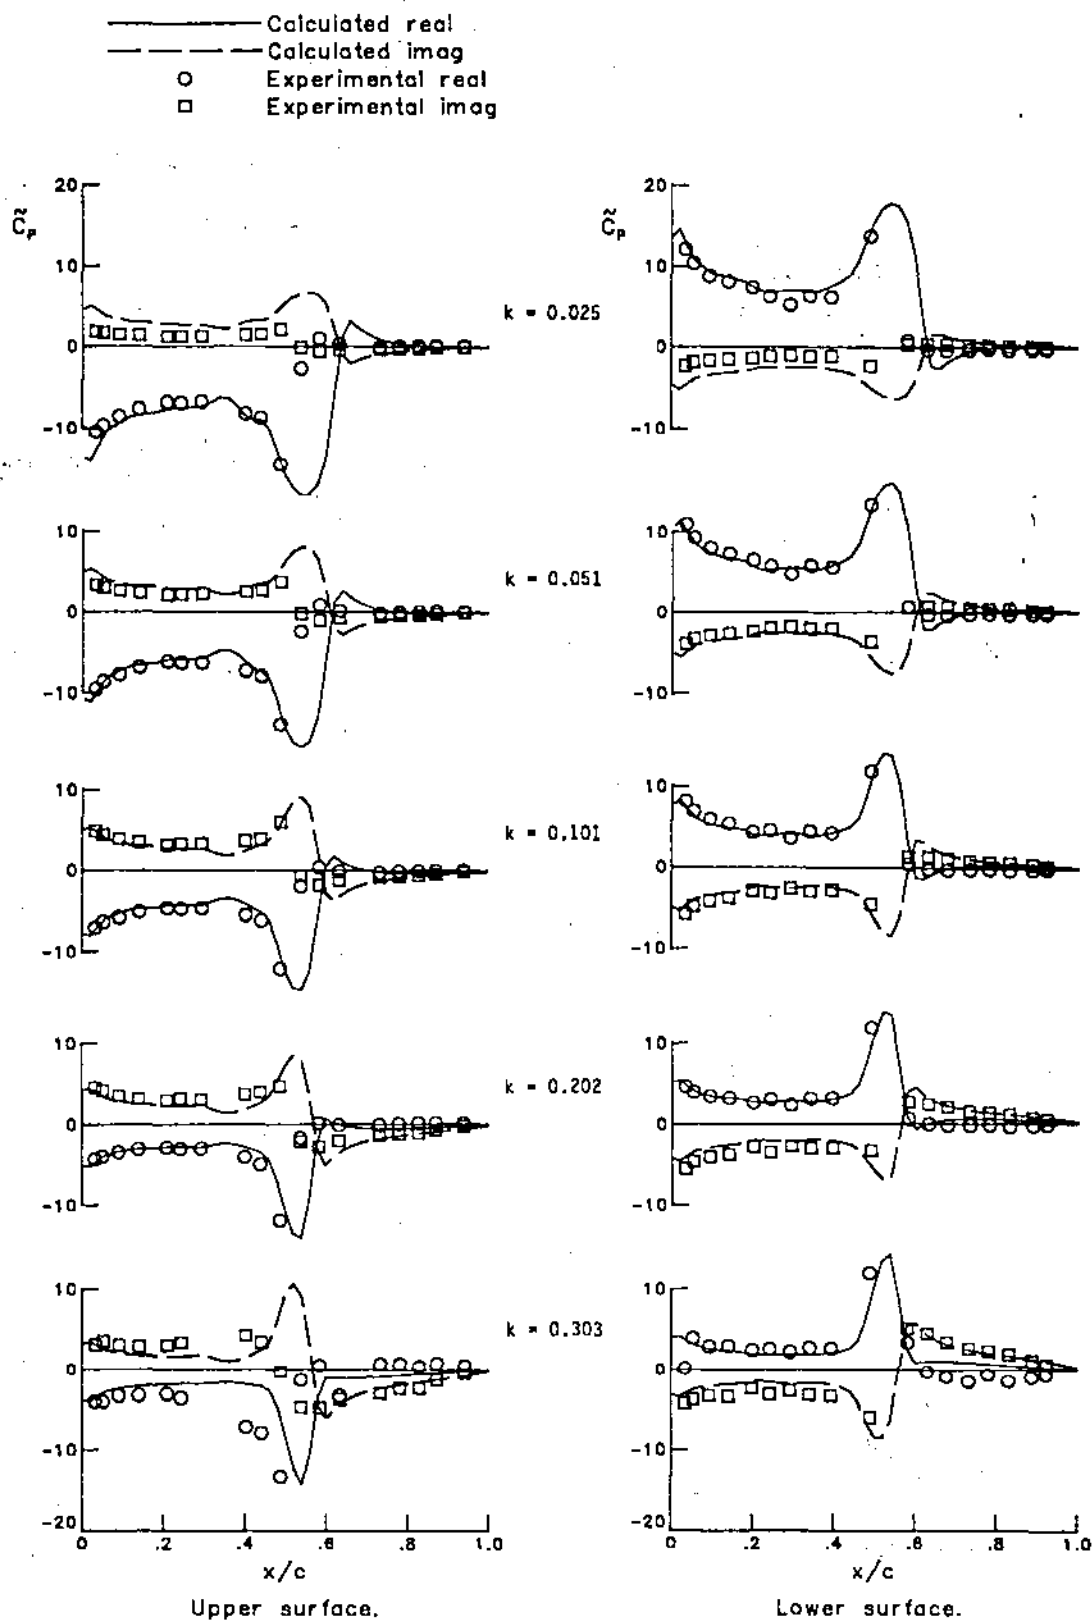 Calculated real
Calculated imag
Experimental real
Experimental imag
20
C̃p
10
0
-10
k = 0.025
20
C̃p
10
0
-10
10
0
-10
k = 0.051
10
0
-10
10
0
-10
k = 0.101
10
0
-10
10
0
-10
k = 0.202
10
0
-10
10
0
-10
-20
k = 0.303
10
0
-10
-20
0 .2 .4 .6 .8 1.0
0 .2 .4 .6 .8 1.0
x/c
x/c
Upper surface.
Lower surface.